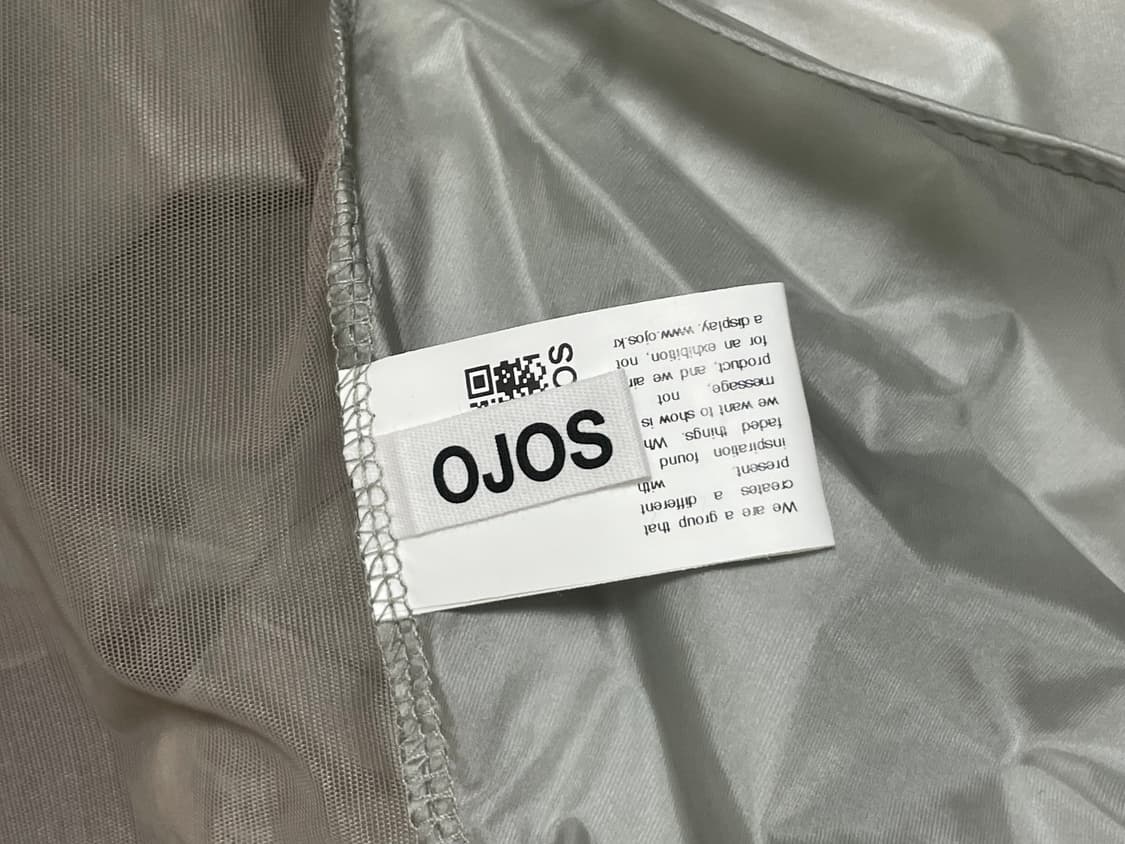 OJOS
We are a group that
creates a different
present with
inspiration found
faded things.
we want to show is
message, not
product, and we
for an exhibition, not
a display. www.ojos.kr